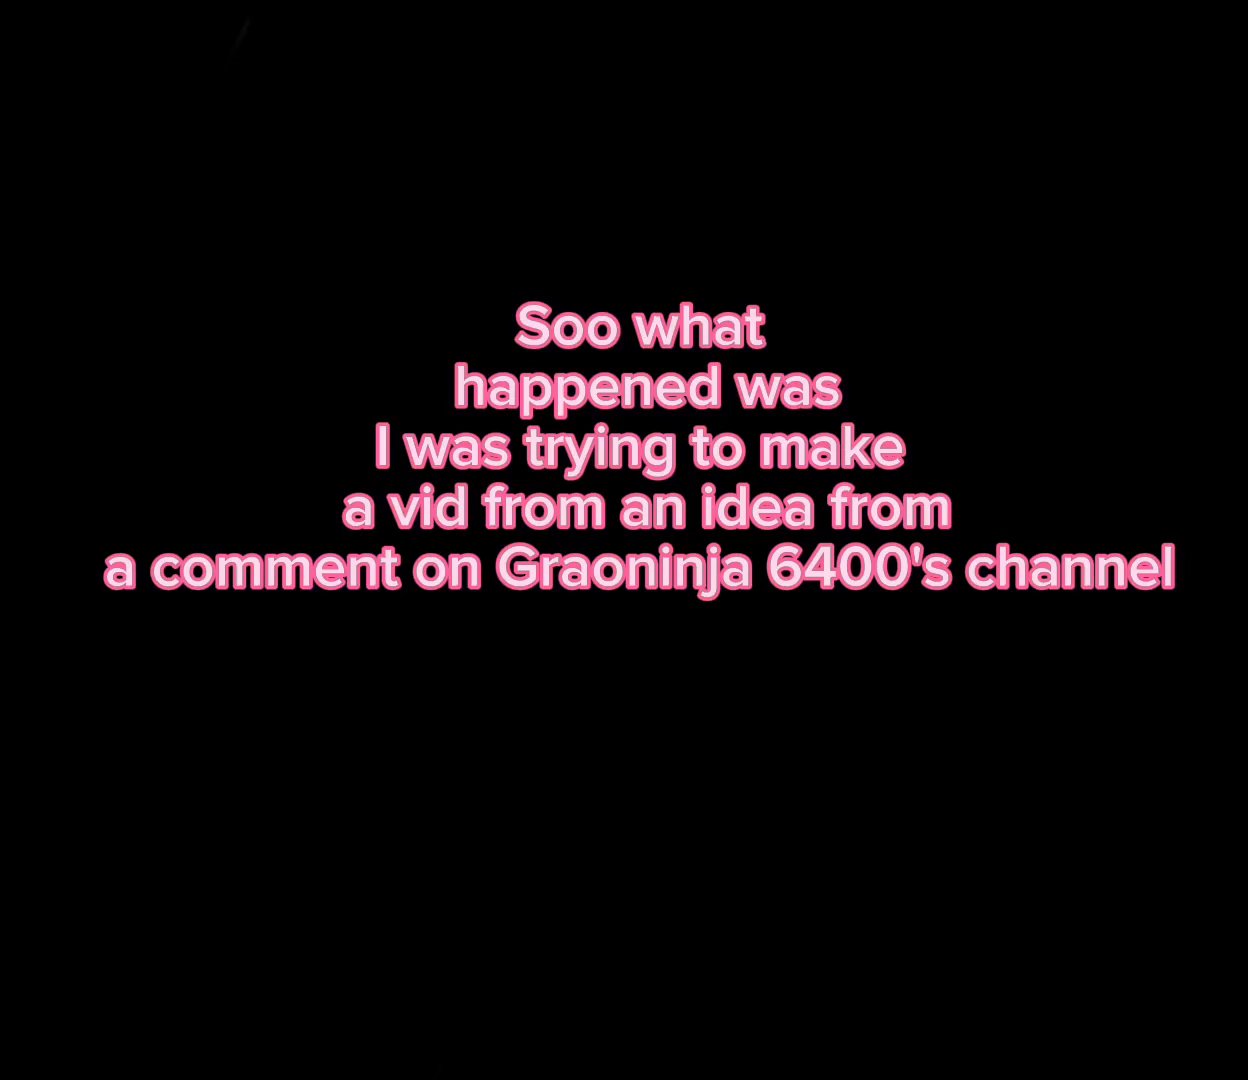 Soo what
happened was
I was trying to make
a vid from an idea from
a comment on Graoninja 6400's channel